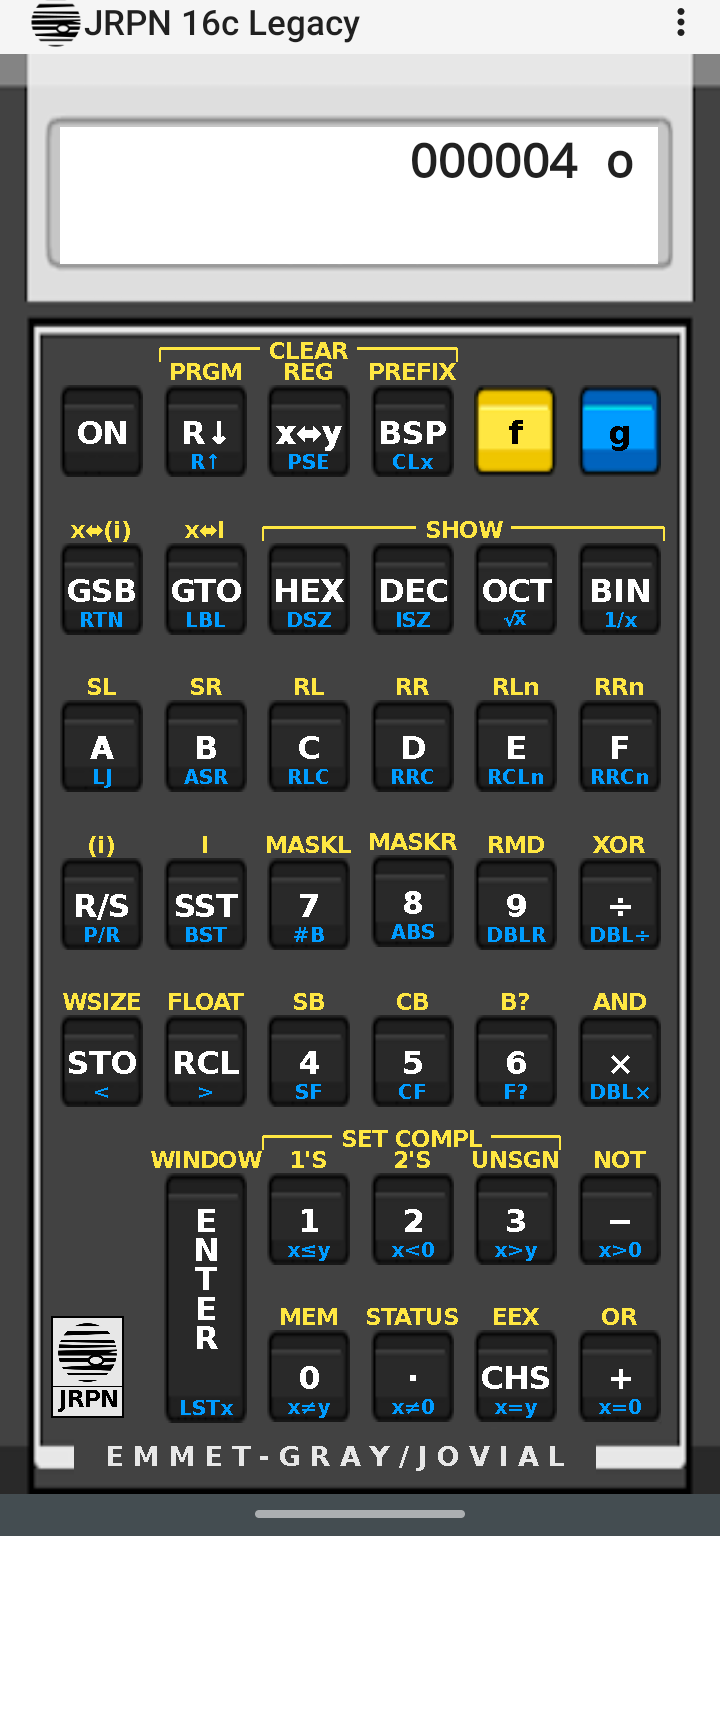 JRPN 16c Legacy
000004 o
CLEAR
PRGM REG PREFIX
ON R↓ x⬌y BSP f g
R↑ PSE CLx
x⬌(i) x⬌I SHOW
GSB GTO HEX DEC OCT BIN
RTN LBL DSZ ISZ √x̅ 1/x
SL SR RL RR RLn RRn
A B C D E F
LJ ASR RLC RRC RCLn RRCn
(i) I MASKL MASKR RMD XOR
R/S SST 7 8 9 ÷
P/R BST #B ABS DBLR DBL÷
WSIZE FLOAT SB CB B? AND
STO RCL 4 5 6 ×
< > SF CF F? DBL×
SET COMPL
WINDOW 1'S 2'S UNSGN NOT
ENTER 1 2 3 −
x≤y x<0 x>y x>0
MEM STATUS EEX OR
0 · CHS +
JRPN LSTx x≠y x≠0 x=y x=0
EMMET-GRAY/JOVIAL